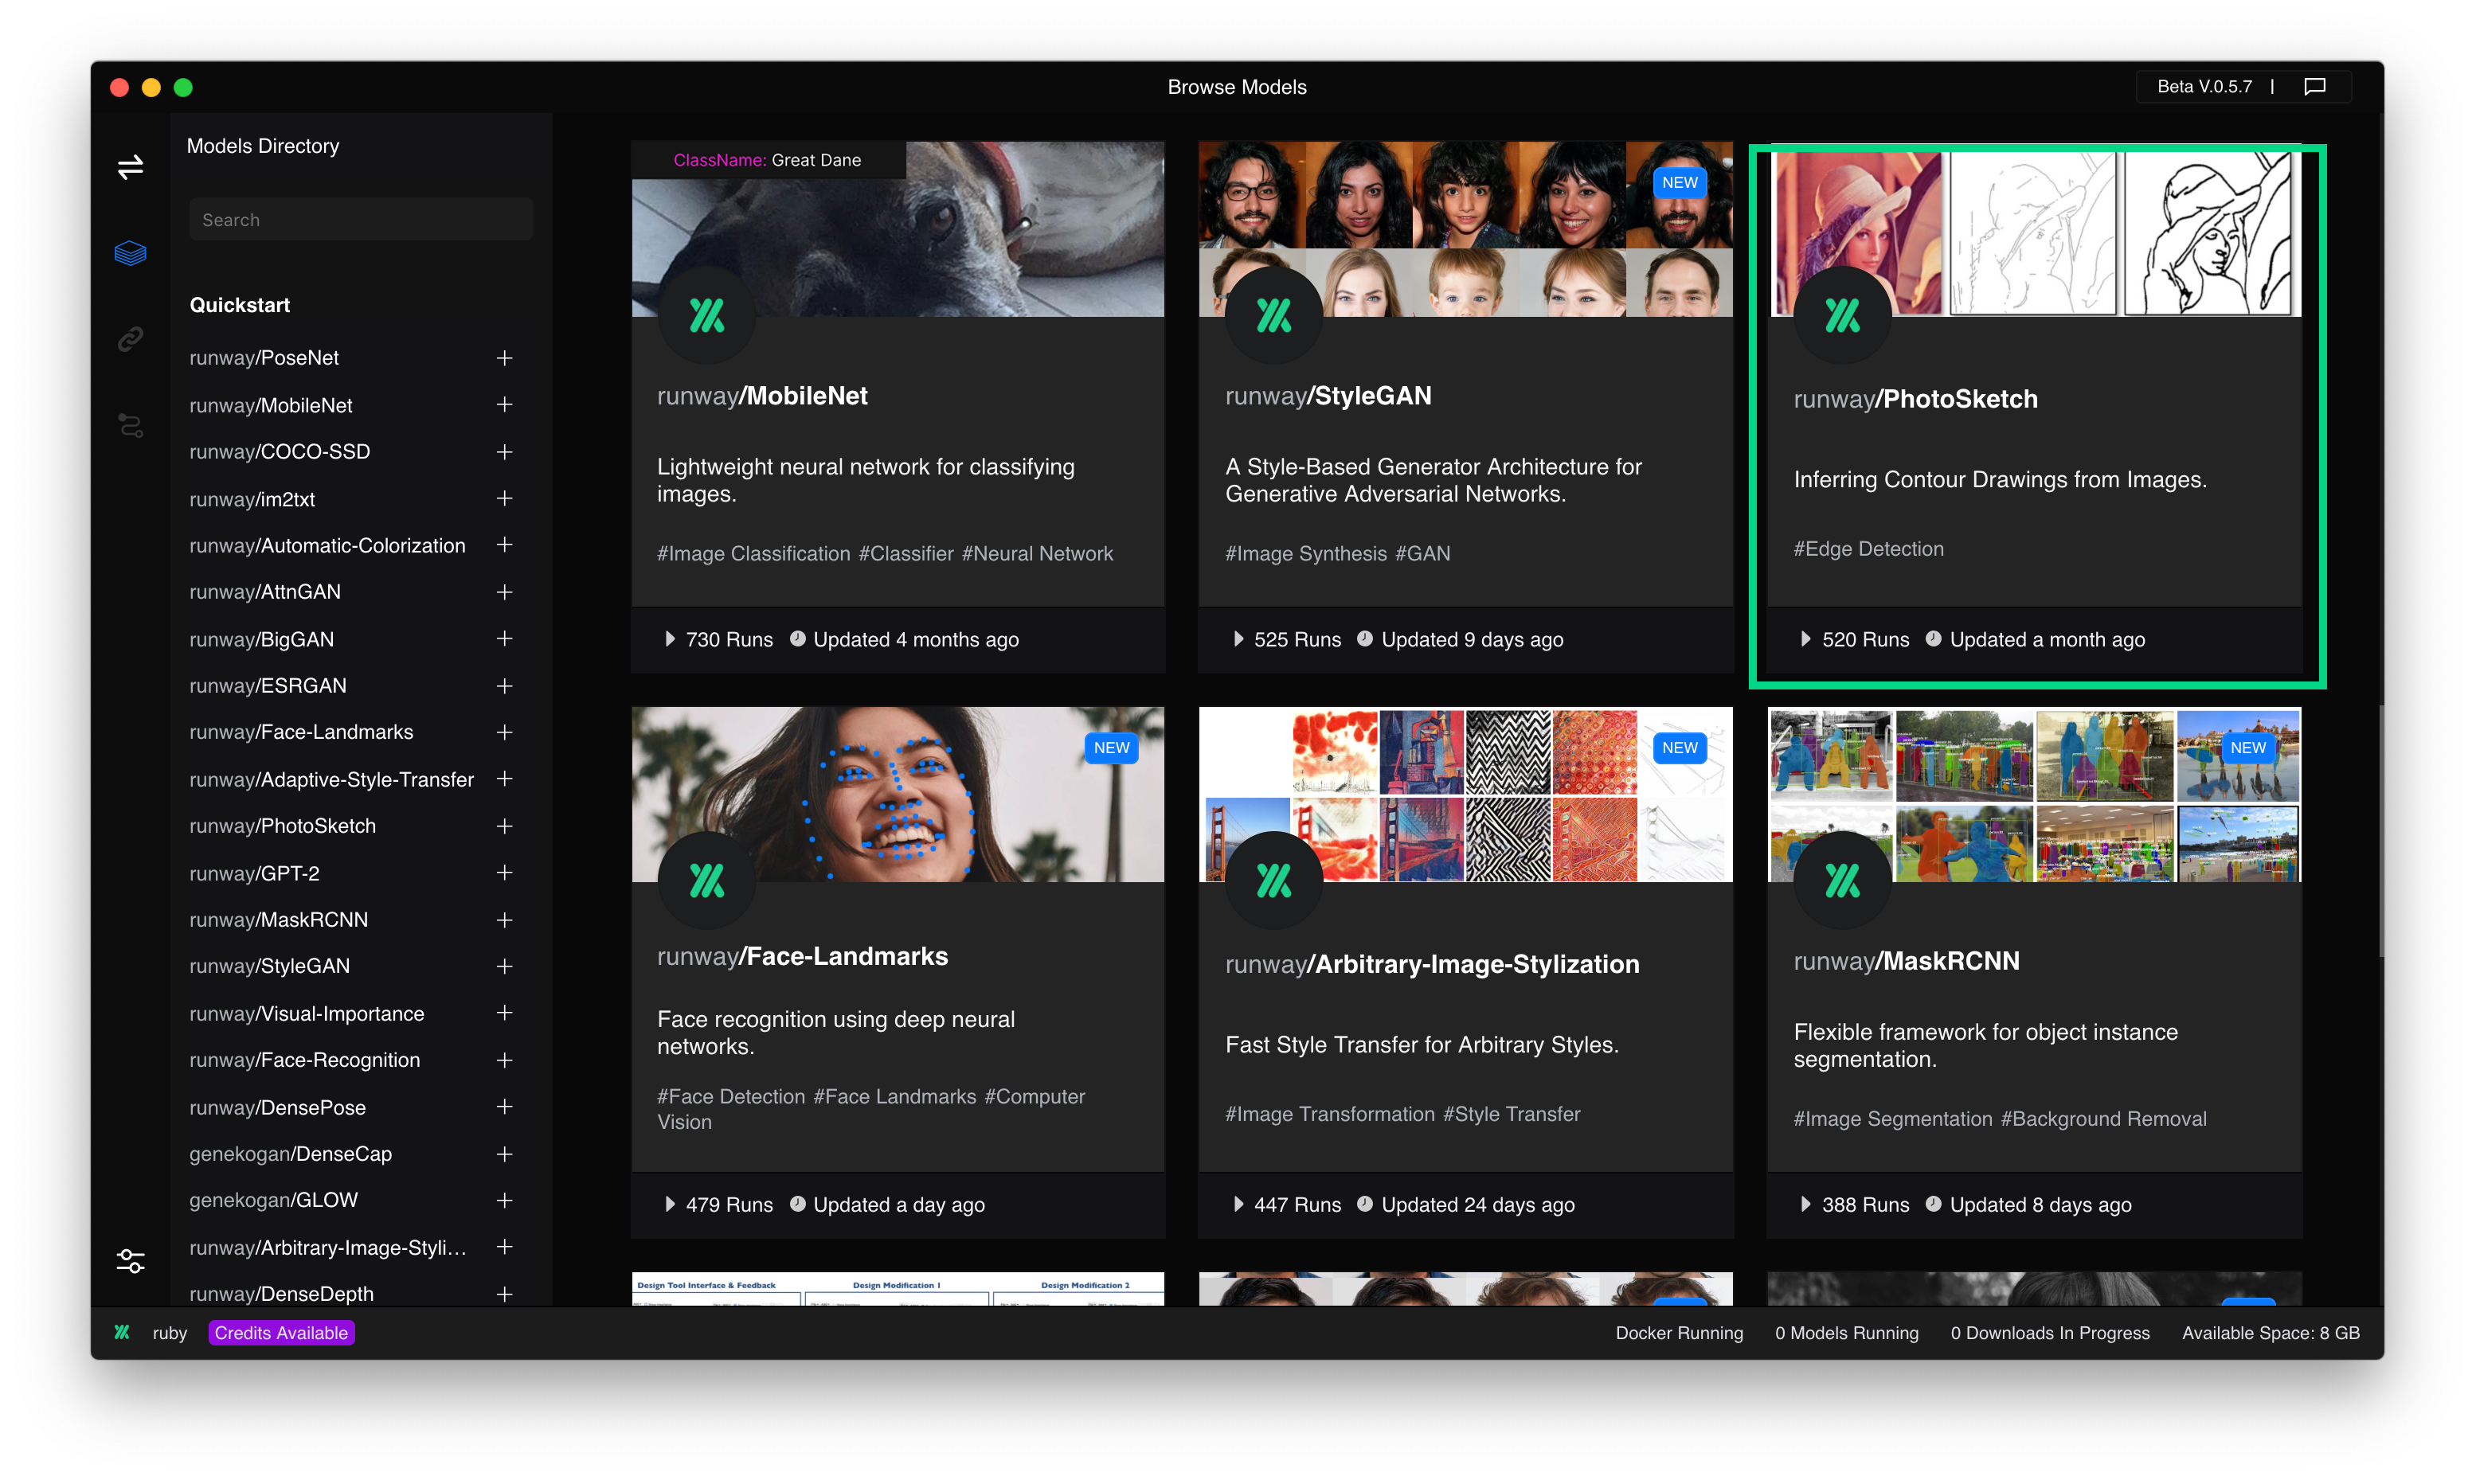 Browse Models
Beta V.0.5.7 |
Models Directory
Search
Quickstart
runway/PoseNet
runway/MobileNet
runway/COCO-SSD
runway/im2txt
runway/Automatic-Colorization
runway/AttnGAN
runway/BigGAN
runway/ESRGAN
runway/Face-Landmarks
runway/Adaptive-Style-Transfer
runway/PhotoSketch
runway/GPT-2
runway/MaskRCNN
runway/StyleGAN
runway/Visual-Importance
runway/Face-Recognition
runway/DensePose
genekogan/DenseCap
genekogan/GLOW
runway/Arbitrary-Image-Styli...
runway/DenseDepth
ClassName: Great Dane
runway/MobileNet
Lightweight neural network for classifying
images.
#Image Classification #Classifier #Neural Network
730 Runs Updated 4 months ago
NEW
runway/StyleGAN
A Style-Based Generator Architecture for
Generative Adversarial Networks.
#Image Synthesis #GAN
525 Runs Updated 9 days ago
runway/PhotoSketch
Inferring Contour Drawings from Images.
#Edge Detection
520 Runs Updated a month ago
NEW
runway/Face-Landmarks
Face recognition using deep neural
networks.
#Face Detection #Face Landmarks #Computer
Vision
479 Runs Updated a day ago
NEW
runway/Arbitrary-Image-Stylization
Fast Style Transfer for Arbitrary Styles.
#Image Transformation #Style Transfer
447 Runs Updated 24 days ago
NEW
runway/MaskRCNN
Flexible framework for object instance
segmentation.
#Image Segmentation #Background Removal
388 Runs Updated 8 days ago
Design Tool Interface & Feedback
Design Modification 1
Design Modification 2
ruby
Credits Available
Docker Running
0 Models Running
0 Downloads In Progress
Available Space: 8 GB